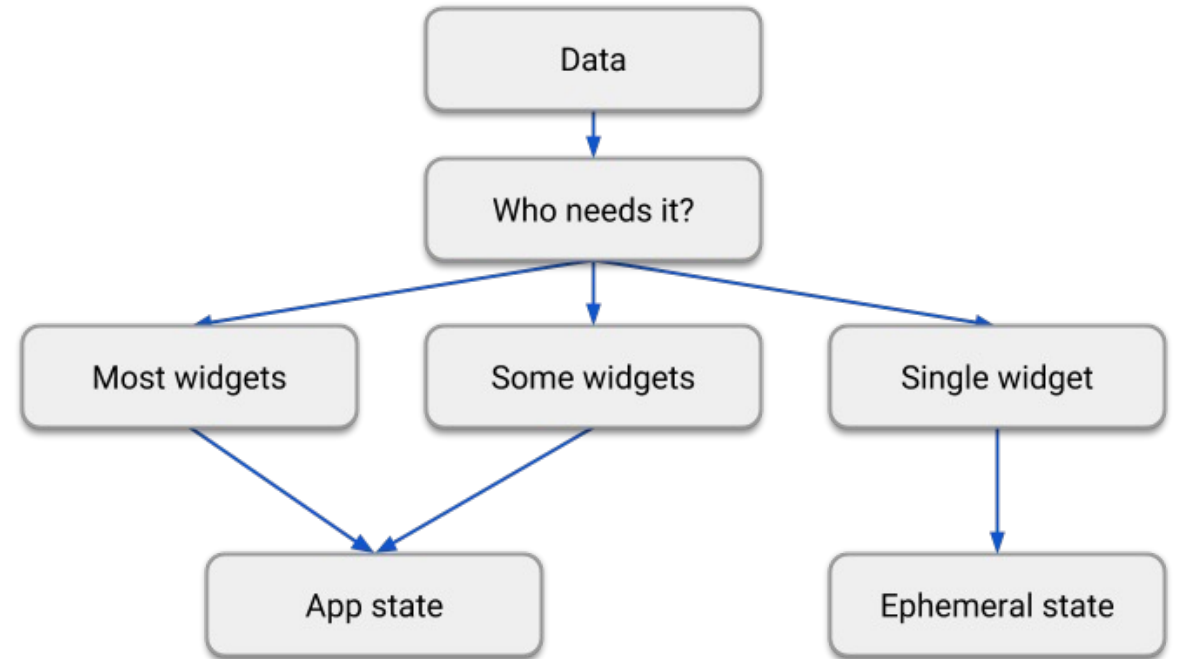 Data
Who needs it?
Most widgets
Some widgets
Single widget
App state
Ephemeral state